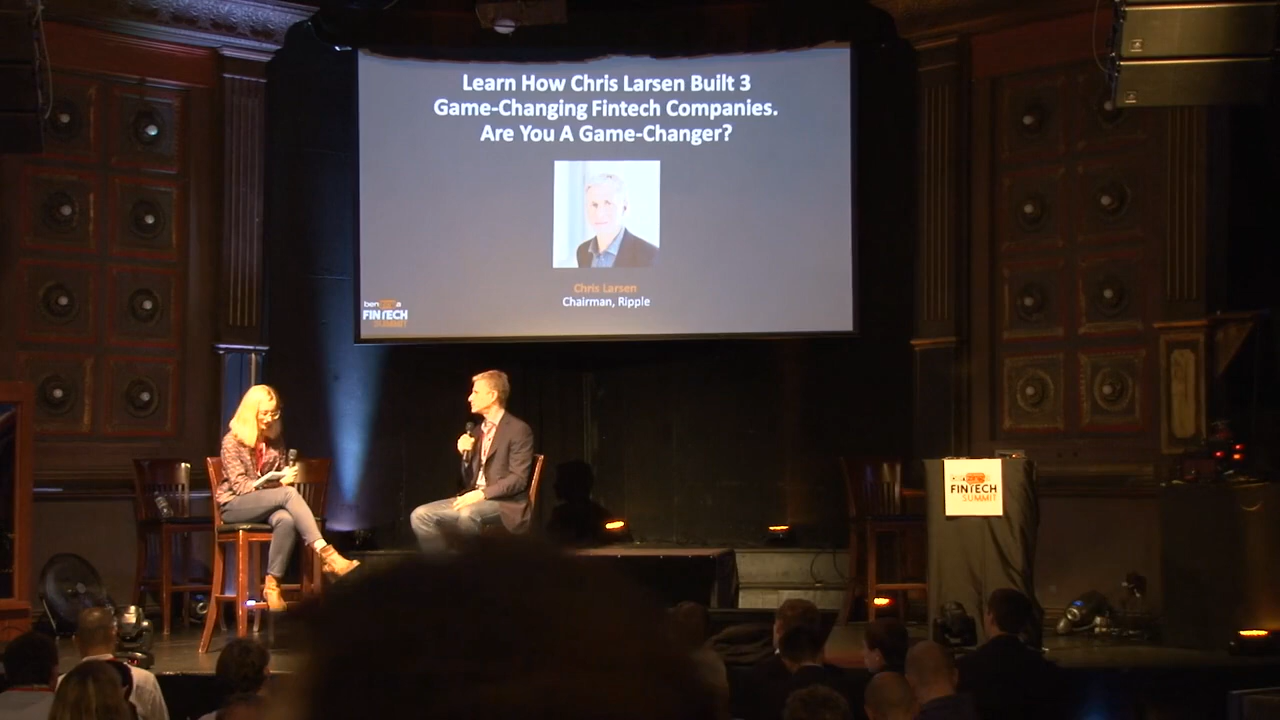 Learn How Chris Larsen Built 3
Game-Changing Fintech Companies.
Are You A Game-Changer?
Chris Larsen
Chairman, Ripple
FINTECH
SUMMIT
FINTECH
SUMMIT